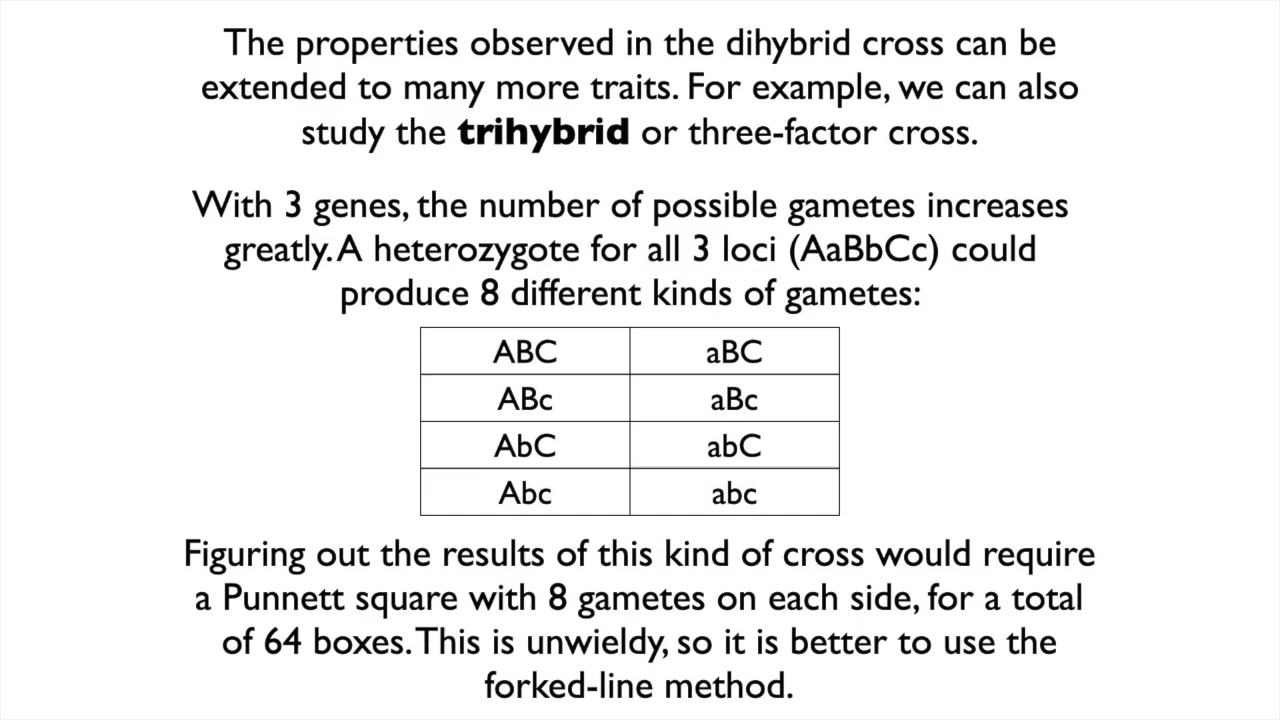 The properties observed in the dihybrid cross can be
extended to many more traits. For example, we can also
study the trihybrid or three-factor cross.
With 3 genes, the number of possible gametes increases
greatly. A heterozygote for all 3 loci (AaBbCc) could
produce 8 different kinds of gametes:
ABC aBC
ABc aBc
AbC abC
Abc abc
Figuring out the results of this kind of cross would require
a Punnett square with 8 gametes on each side, for a total
of 64 boxes. This is unwieldy, so it is better to use the
forked-line method.